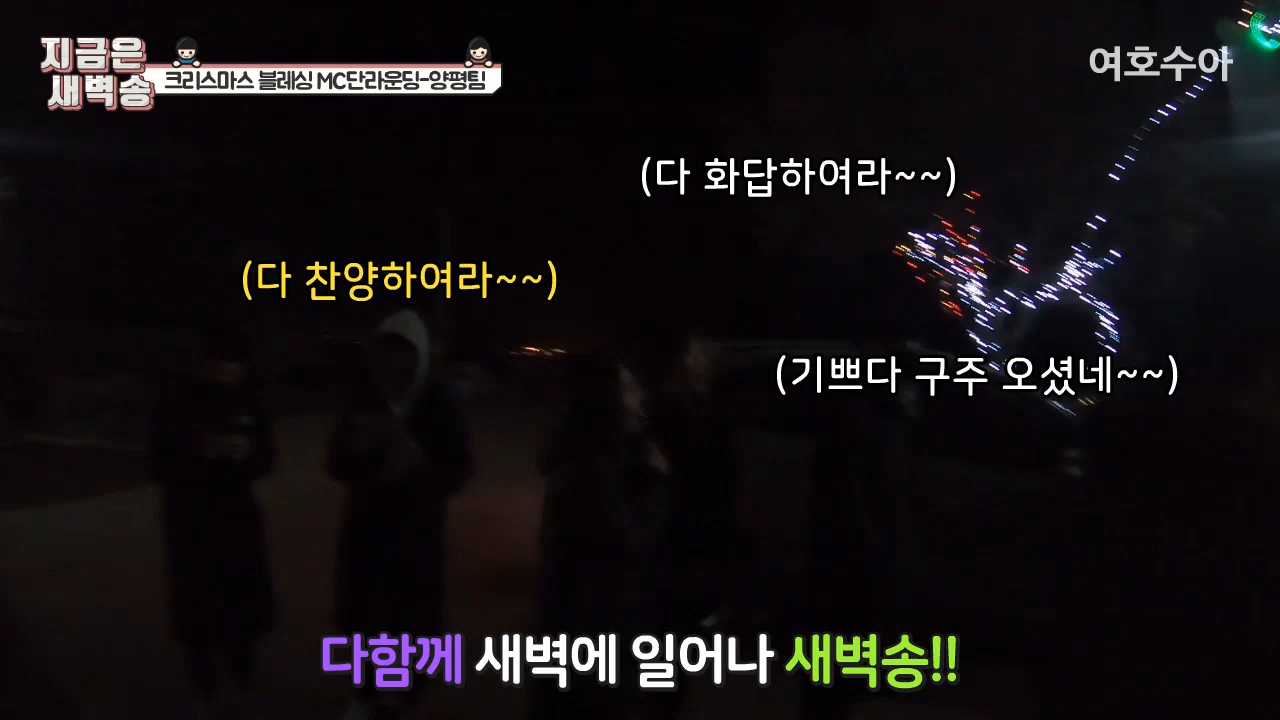 지금은
새벽송
크리스마스 블레싱 MC단라운딩-양평팀
여호수아
(다 화답하여라~~)
(다 찬양하여라~~)
(기쁘다 구주 오셨네~~)
다함께 새벽에 일어나 새벽송!!